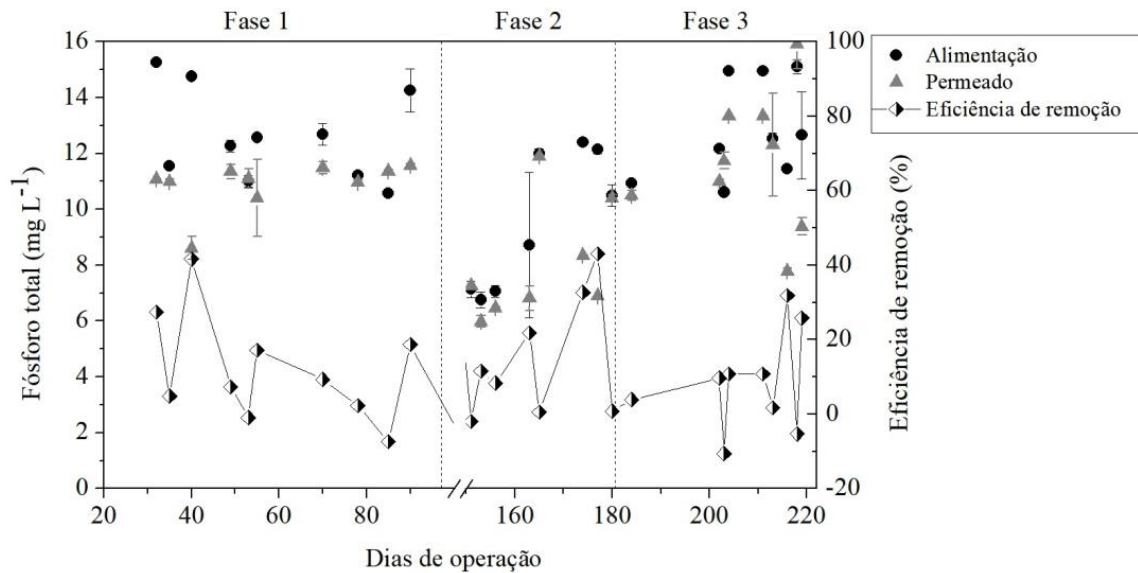 Fase 1 Fase 2 Fase 3
Fósforo total (mg L⁻¹)
16
14
12
10
8
6
4
2
0
100
80
60
40
20
0
-20
Eficiência de remoção (%)
20 40 60 80 160 180 200 220
Dias de operação
Alimentação
Permeado
Eficiência de remoção